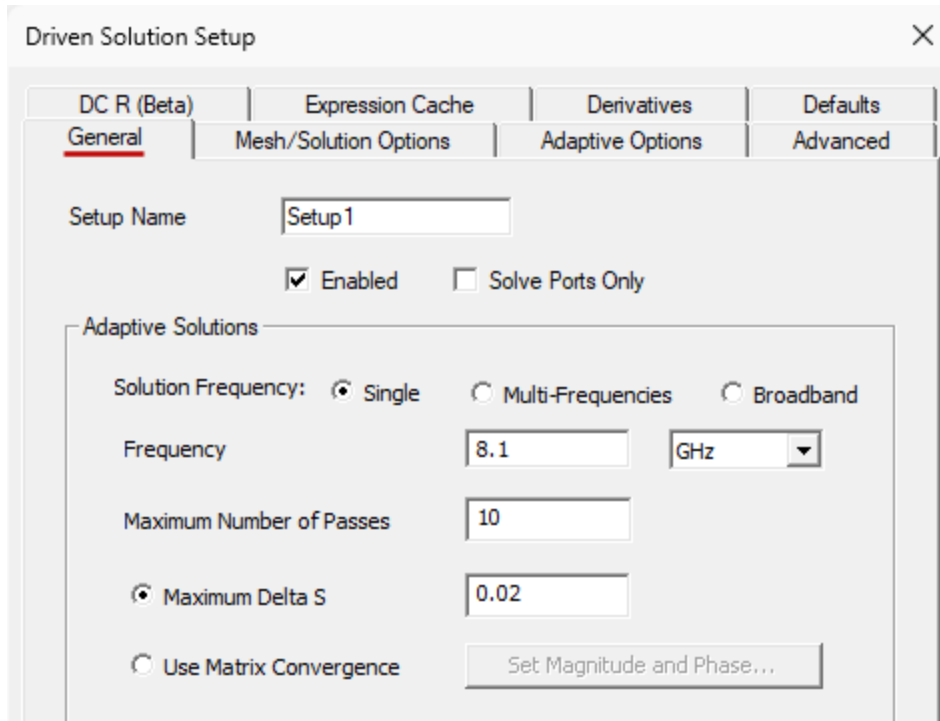 Driven Solution Setup
DC R (Beta) Expression Cache Derivatives Defaults
General Mesh/Solution Options Adaptive Options Advanced
Setup Name Setup1
Enabled Solve Ports Only
Adaptive Solutions
Solution Frequency: Single Multi-Frequencies Broadband
Frequency 8.1 GHz
Maximum Number of Passes 10
Maximum Delta S 0.02
Use Matrix Convergence Set Magnitude and Phase...